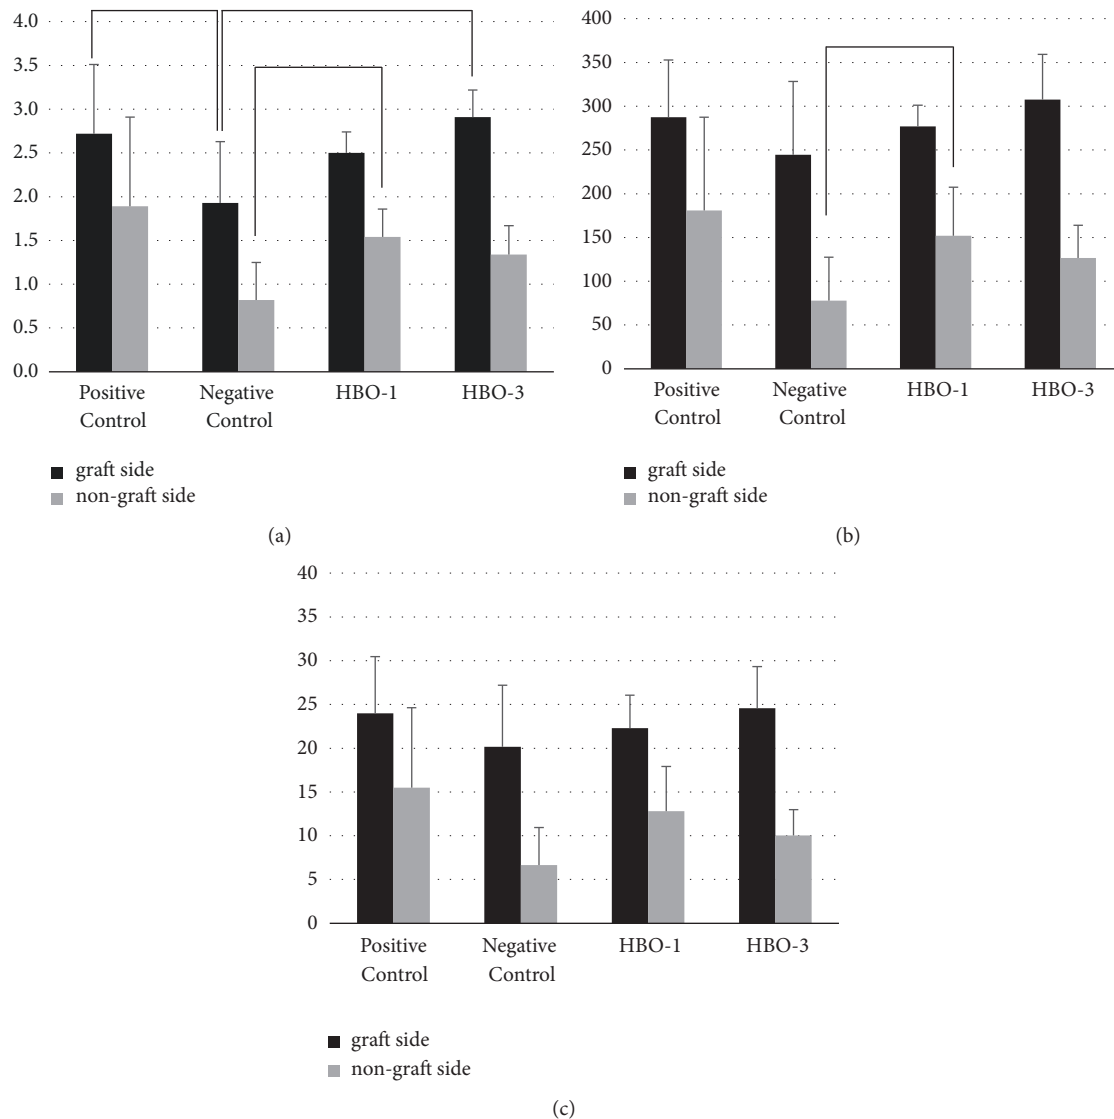 4.0
3.5
3.0
2.5
2.0
1.5
1.0
0.5
0.0
Positive
Control
Negative
Control
HBO-1
HBO-3
graft side
non-graft side
(a)
400
350
300
250
200
150
100
50
0
Positive
Control
Negative
Control
HBO-1
HBO-3
graft side
non-graft side
(b)
40
35
30
25
20
15
10
5
0
Positive
Control
Negative
Control
HBO-1
HBO-3
graft side
non-graft side
(c)